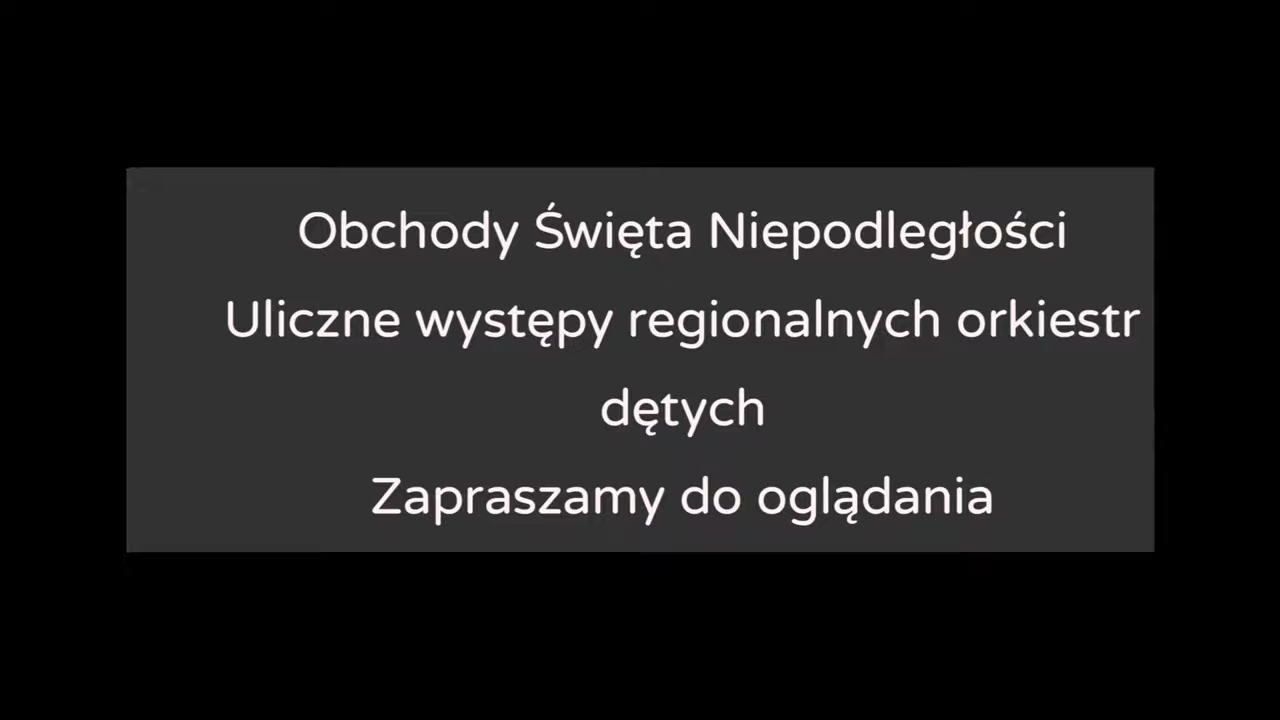 Obchody Święta Niepodległości
Uliczne występy regionalnych orkiestr
dętych
Zapraszamy do oglądania